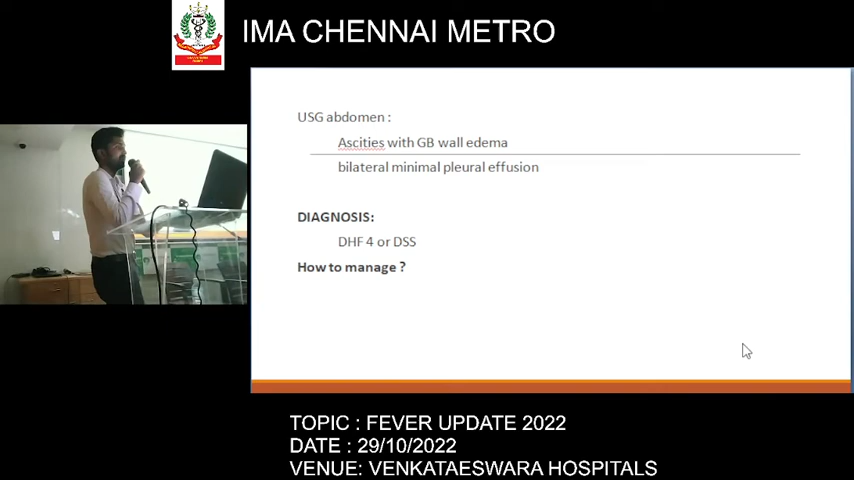 IMA CHENNAI METRO
USG abdomen :
Ascities with GB wall edema
bilateral minimal pleural effusion
DIAGNOSIS:
DHF 4 or DSS
How to manage ?
TOPIC : FEVER UPDATE 2022
DATE : 29/10/2022
VENUE: VENKATAESWARA HOSPITALS